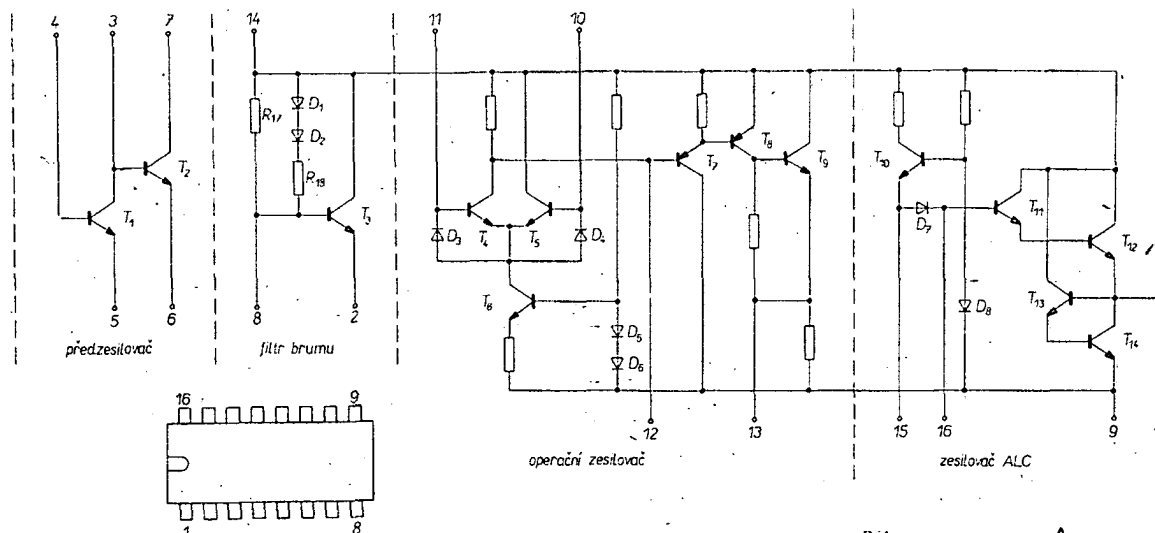 4 3 7 14 11 10
R17 D1
D2
R18
T1 T2 T3
D3 T4 T5 D4
T6
D5
D6
T7 T8 T9
T10
D7
D8
T11
T12
T13
T14
5 6 8 2
12 13 15 16 9
předzesilovač
filtr brumu
operační zesilovač
zesilovač ALC
16 9
1 8